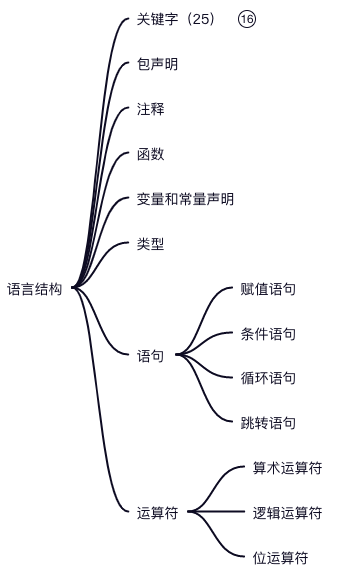 关键字（25） ⑯
包声明
注释
函数
变量和常量声明
类型
语言结构
赋值语句
条件语句
语句
循环语句
跳转语句
算术运算符
运算符
逻辑运算符
位运算符